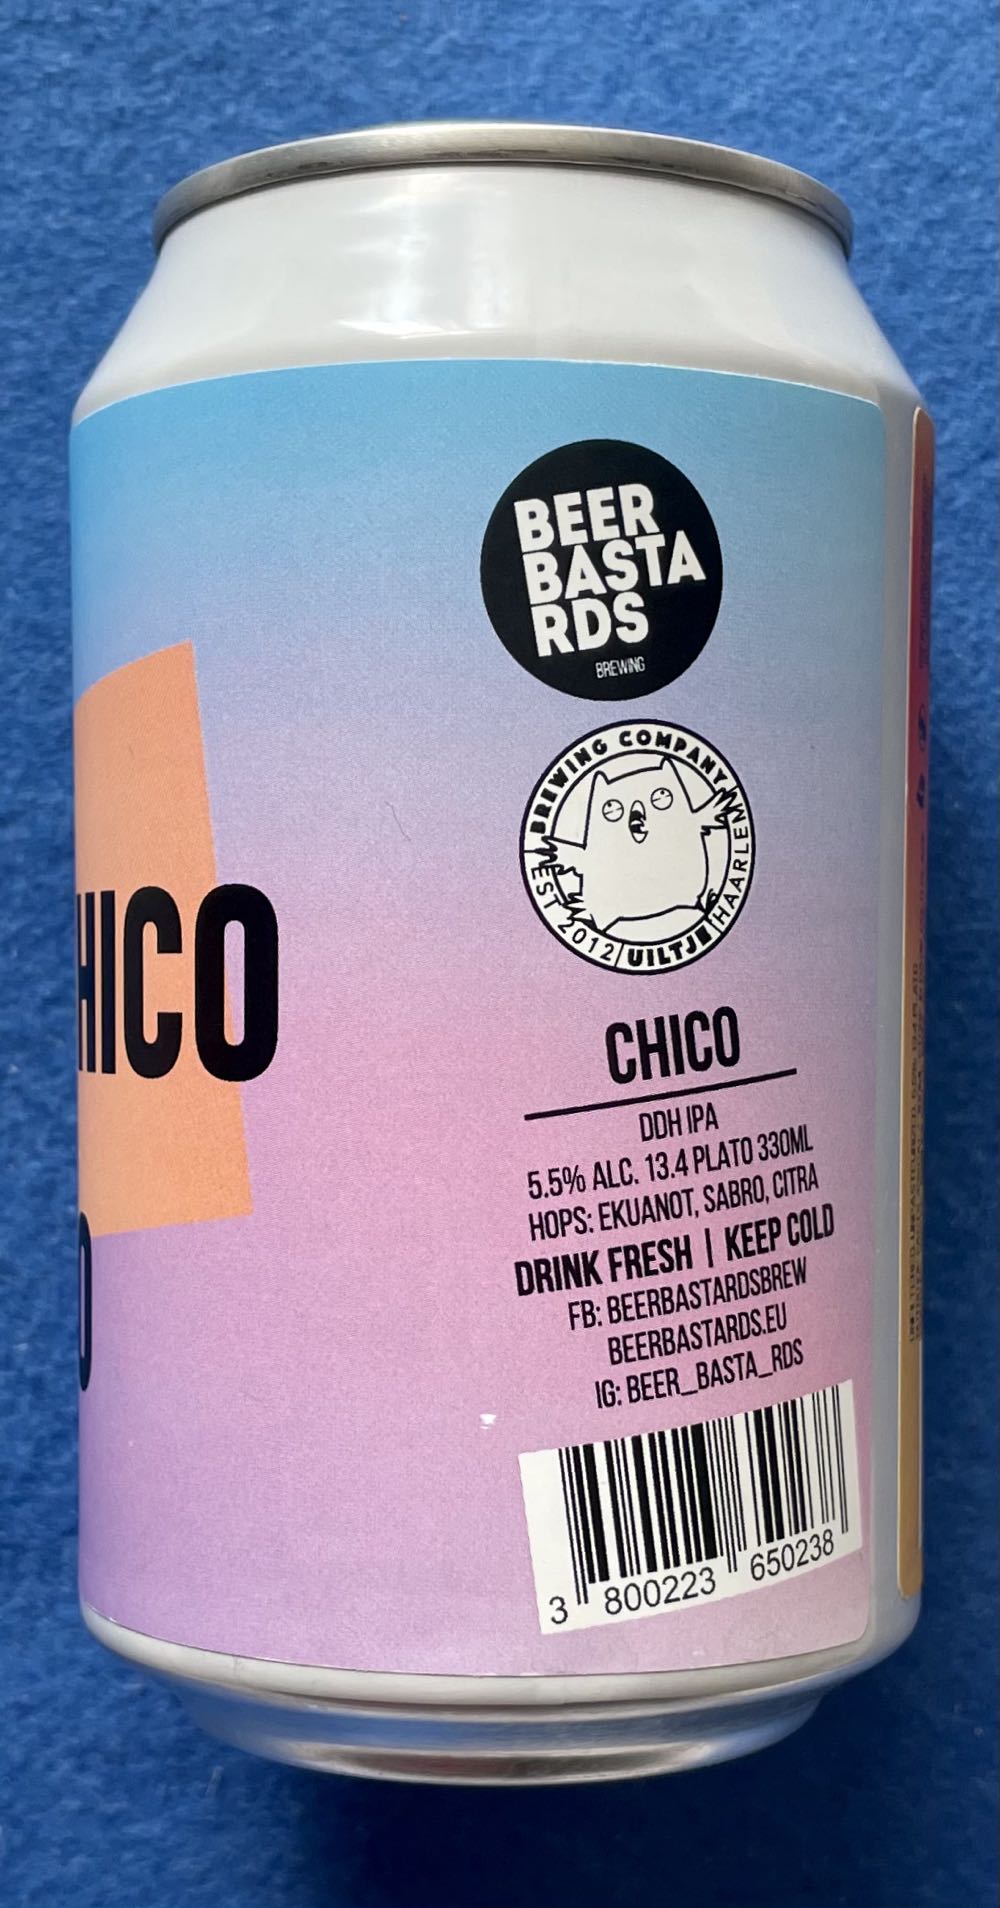 BEER
BASTA
RDS
BREWING
BREWING COMPANY
EST 2012
UILTJE
HAARLEM
HICO
O
CHICO
DDH IPA
5.5% ALC. 13.4 PLATO 330ML
HOPS: EKUANOT, SABRO, CITRA
DRINK FRESH | KEEP COLD
FB: BEERBASTARDSBREW
BEERBASTARDS.EU
IG: BEER_BASTA_RDS
3 800223 650238